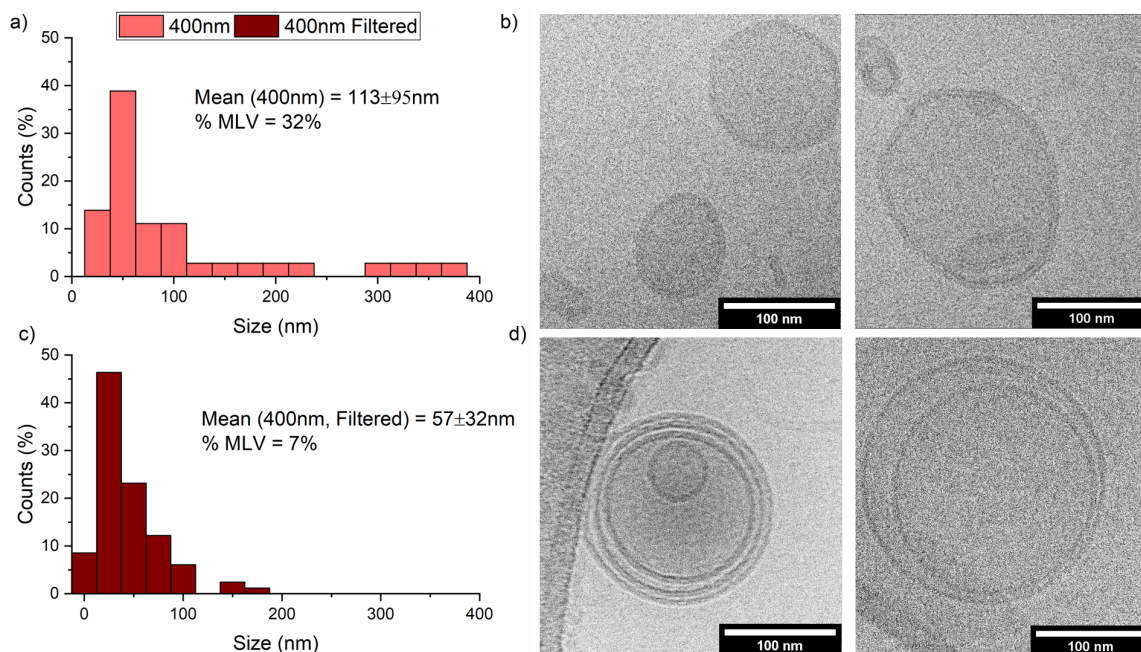 a)
400nm
400nm Filtered
b)
50
40
30
20
10
0
Counts (%)
Mean (400nm) = 113±95nm
% MLV = 32%
0
100
200
300
400
Size (nm)
100 nm
100 nm
c)
50
40
30
20
10
0
Counts (%)
Mean (400nm, Filtered) = 57±32nm
% MLV = 7%
0
100
200
300
400
Size (nm)
d)
100 nm
100 nm